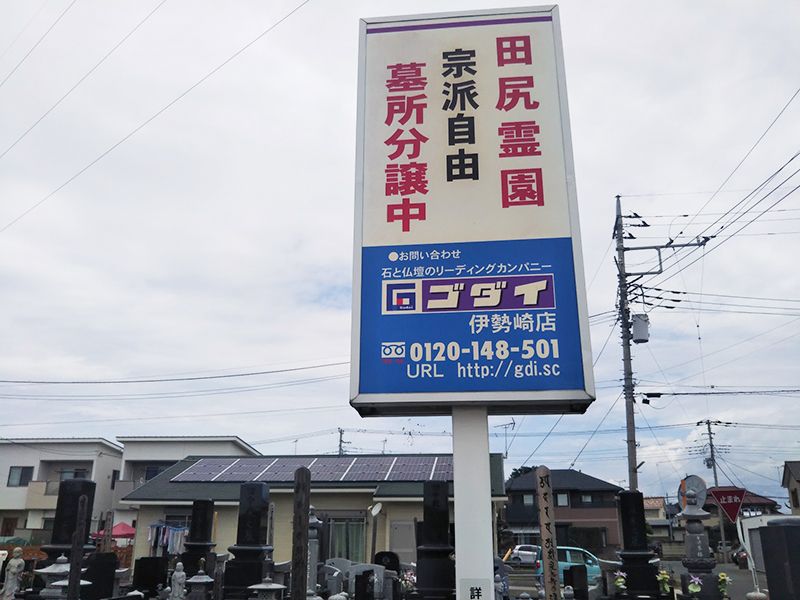 田尻霊園
宗派自由
墓所分譲中
●お問い合わせ
石と仏壇のリーディングカンパニー
ゴダイ
伊勢崎店
0120-148-501
URL http://gdi.sc
止まれ
詳